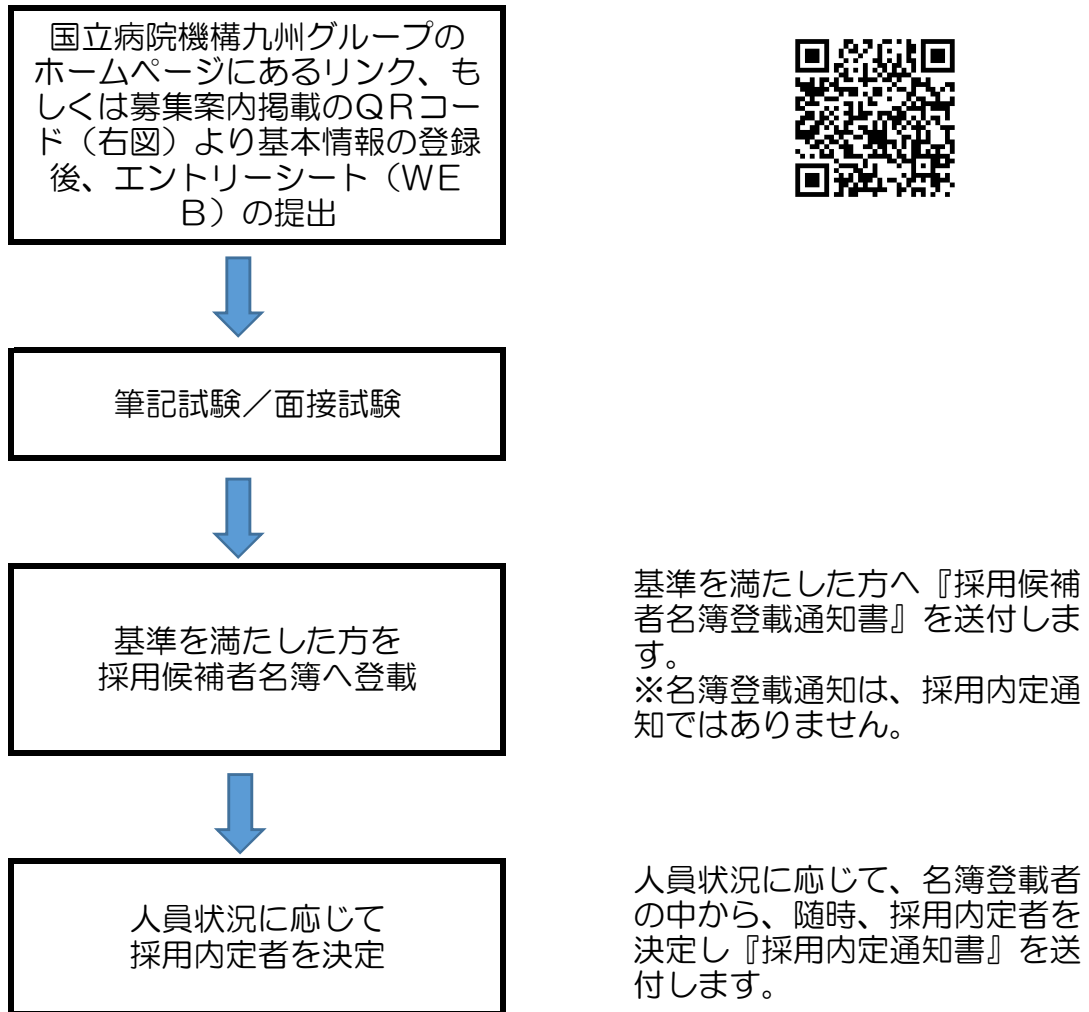 国立病院機構九州グループの
ホームページにあるリンク、も
しくは募集案内掲載のQRコー
ド（右図）より基本情報の登録
後、エントリーシート（WE
B）の提出
筆記試験／面接試験
基準を満たした方を
採用候補者名簿へ登載
基準を満たした方へ『採用候補
者名簿登載通知書』を送付しま
す。
※名簿登載通知は、採用内定通
知ではありません。
人員状況に応じて
採用内定者を決定
人員状況に応じて、名簿登載者
の中から、随時、採用内定者を
決定し『採用内定通知書』を送
付します。